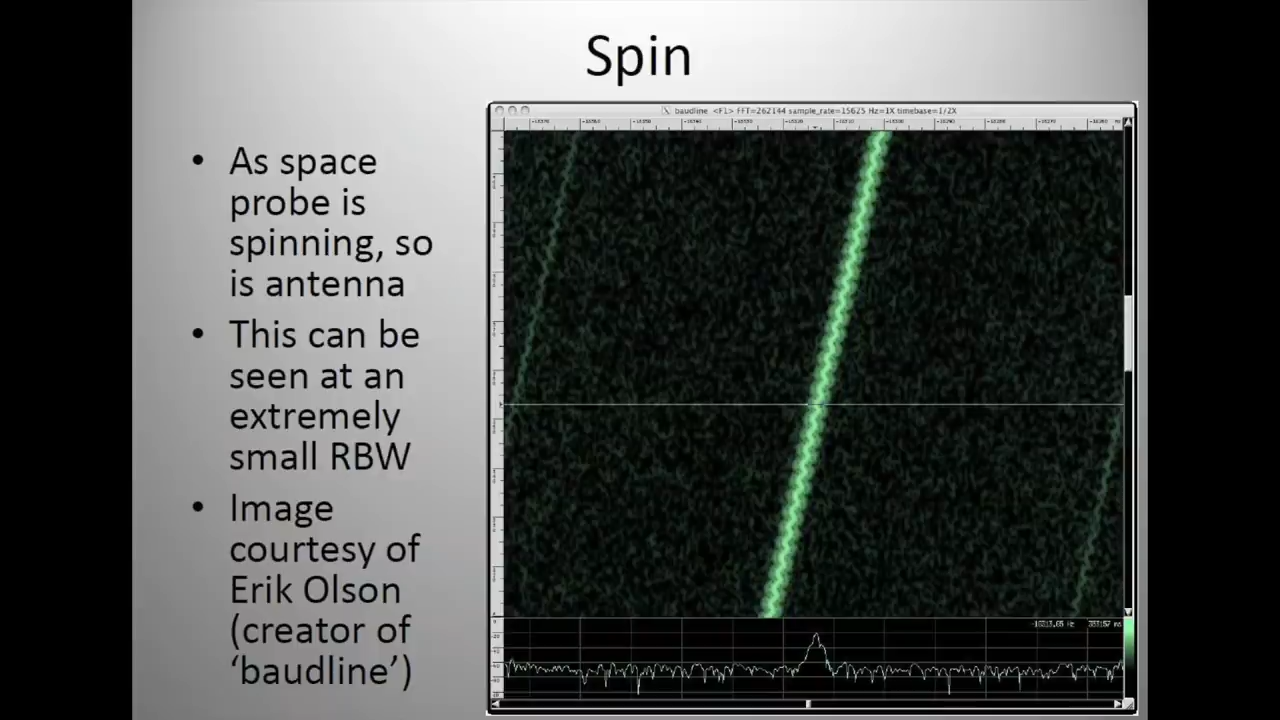 Spin
• As space
probe is
spinning, so
is antenna
• This can be
seen at an
extremely
small RBW
• Image
courtesy of
Erik Olson
(creator of
‘baudline’)
baudline <F1> FFT=262144 sample_rate=15625 Hz=1X timebase=1/2X